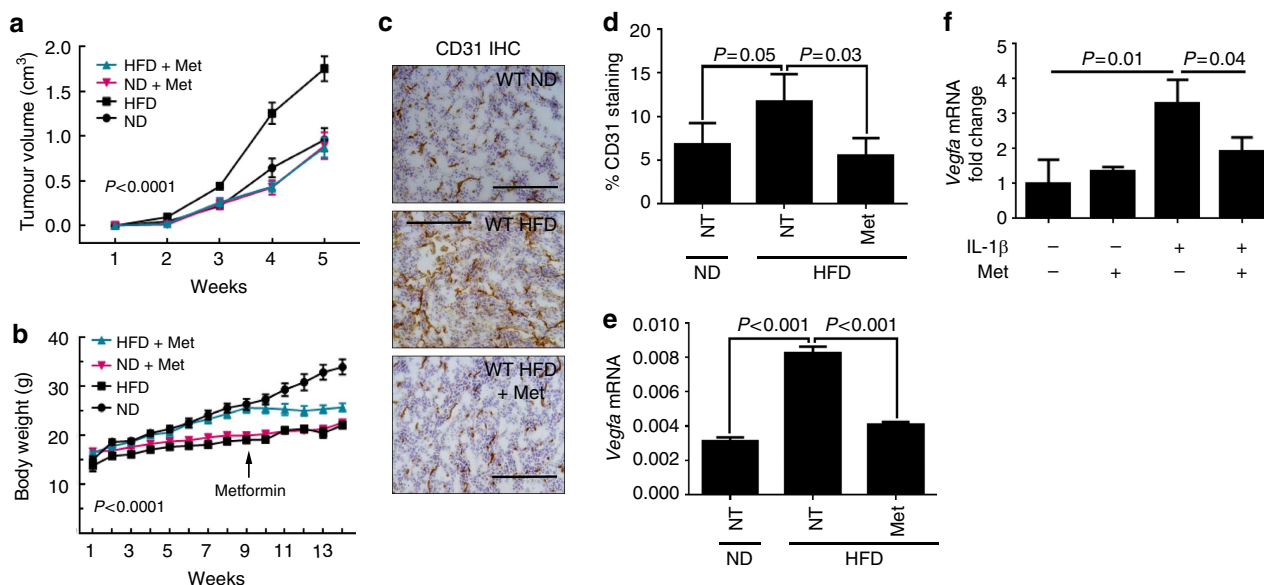 a
Tumour volume (cm³)
2.0
1.5
1.0
0.5
0.0
HFD + Met
ND + Met
HFD
ND
P<0.0001
1 2 3 4 5
Weeks
b
Body weight (g)
40
30
20
10
HFD + Met
ND + Met
HFD
ND
Metformin
P<0.0001
1 3 5 7 9 11 13
Weeks
c
CD31 IHC
WT ND
WT HFD
WT HFD
+ Met
d
% CD31 staining
20
15
10
5
0
P=0.05 P=0.03
NT NT Met
ND HFD
e
Vegfa mRNA
0.010
0.008
0.006
0.004
0.002
0.000
P<0.001 P<0.001
NT NT Met
ND HFD
f
Vegfa mRNA
fold change
5
4
3
2
1
0
P=0.01 P=0.04
IL-1β – – + +
Met – + – +